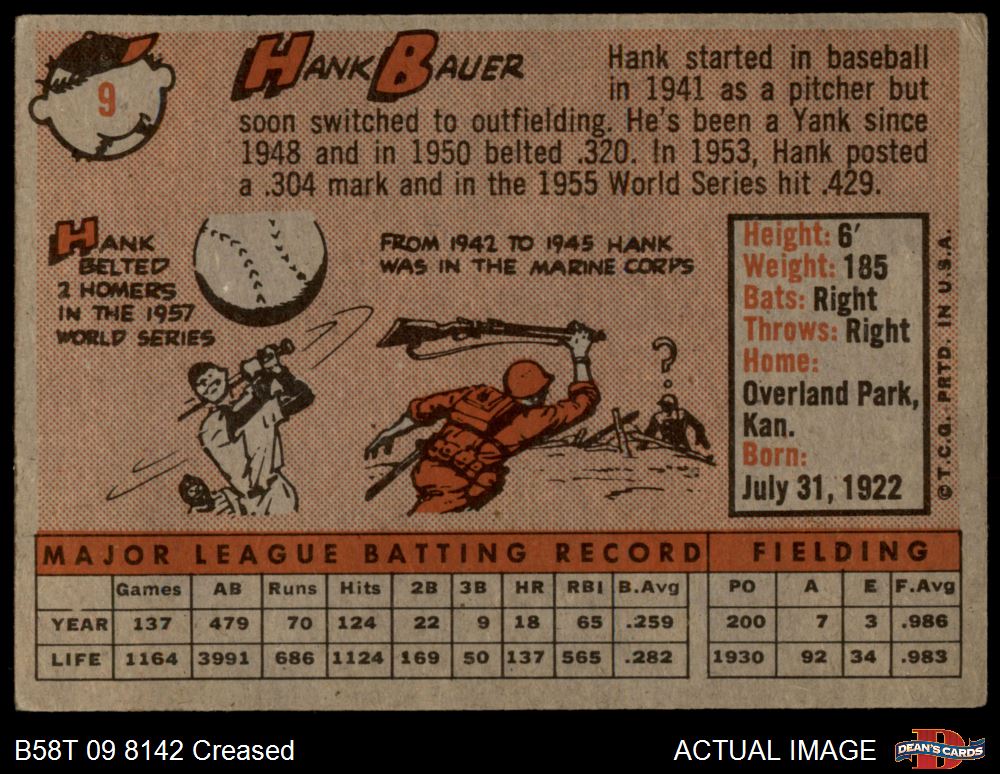 9
HANK BAUER
Hank started in baseball
in 1941 as a pitcher but
soon switched to outfielding. He's been a Yank since
1948 and in 1950 belted .320. In 1953, Hank posted
a .304 mark and in the 1955 World Series hit .429.
HANK
BELTED
2 HOMERS
IN THE 1957
WORLD SERIES
FROM 1942 TO 1945 HANK
WAS IN THE MARINE CORPS
?
Height: 6'
Weight: 185
Bats: Right
Throws: Right
Home:
Overland Park,
Kan.
Born:
July 31, 1922
© T.C.G. PRTD. IN U.S.A.
MAJOR LEAGUE BATTING RECORD FIELDING
Games AB Runs Hits 2B 3B HR RBI B.Avg PO A E F.Avg
YEAR 137 479 70 124 22 9 18 65 .259 200 7 3 .986
LIFE 1164 3991 686 1124 169 50 137 565 .282 1930 92 34 .983
B58T 09 8142 Creased ACTUAL IMAGE D DEAN'S CARDS